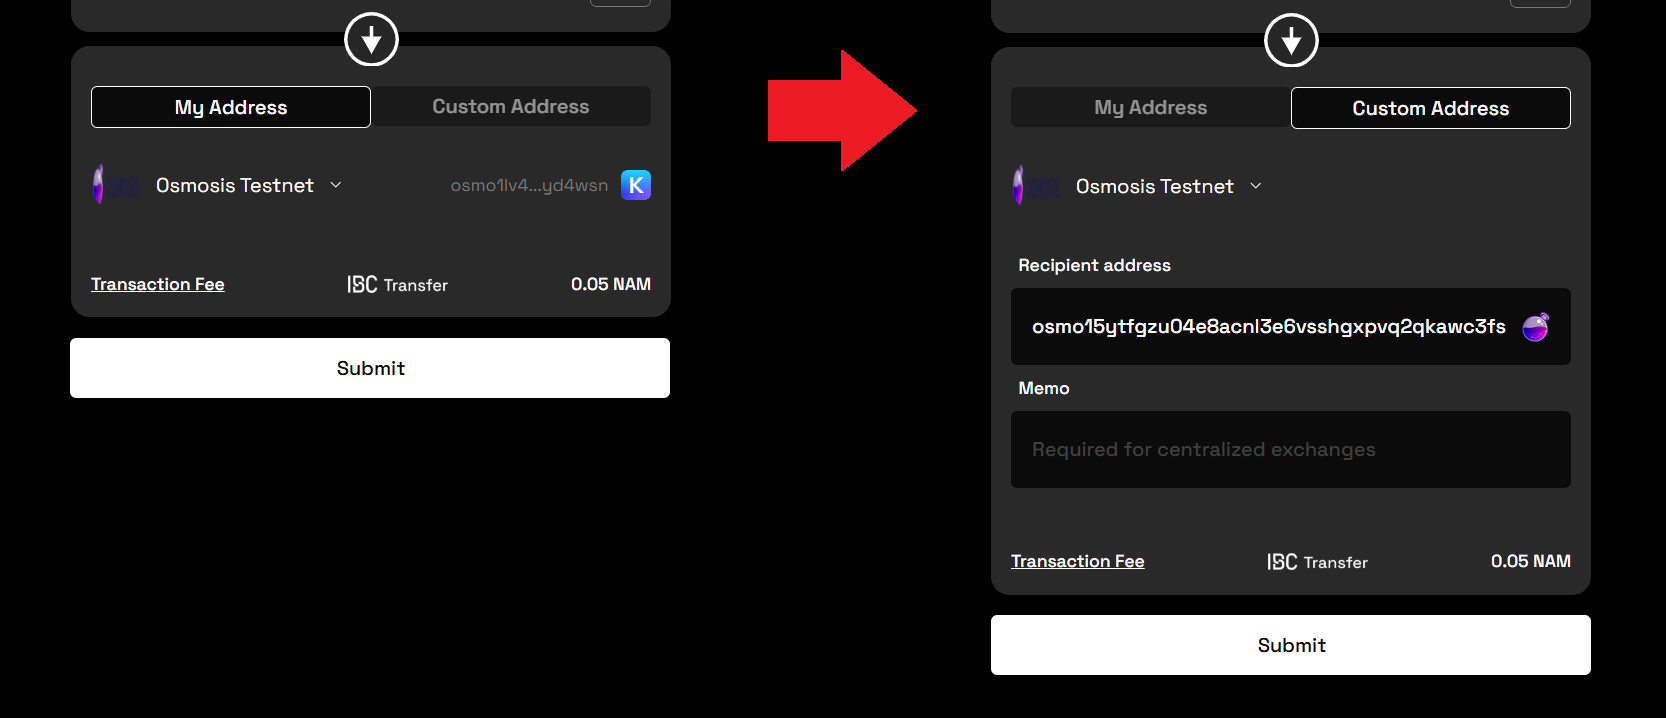 My Address
Custom Address
Osmosis Testnet
osmo1lv4...yd4wsn
K
Transaction Fee
IBC Transfer
0.05 NAM
Submit
My Address
Custom Address
Osmosis Testnet
Recipient address
osmo15ytfgzu04e8acnl3e6vsshgxpvq2qkawc3fs
Memo
Required for centralized exchanges
Transaction Fee
IBC Transfer
0.05 NAM
Submit